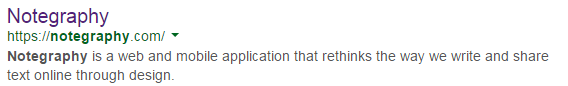 Notegraphy
https://notegraphy.com/
Notegraphy is a web and mobile application that rethinks the way we write and share
text online through design.